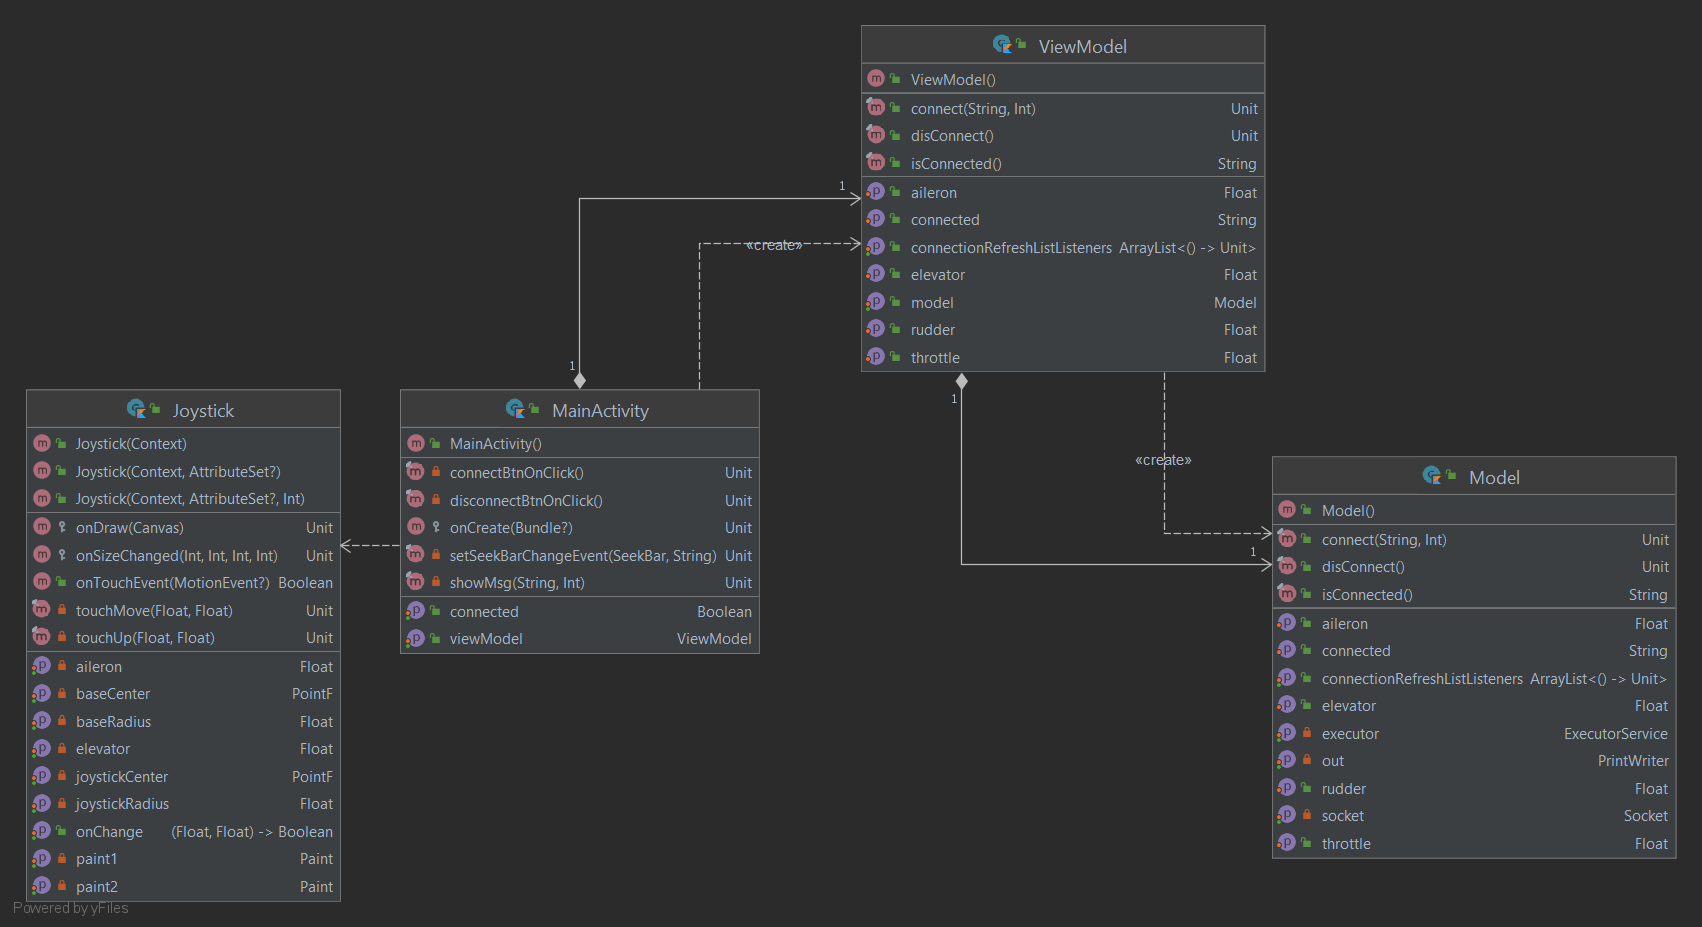 ViewModel
ViewModel()
connect(String, Int) Unit
disConnect() Unit
isConnected() String
aileron Float
connected String
connectionRefreshListListeners ArrayList<() -> Unit>
elevator Float
model Model
rudder Float
throttle Float
1
«create»
1
1
«create»
1
Joystick
Joystick(Context)
Joystick(Context, AttributeSet?)
Joystick(Context, AttributeSet?, Int)
onDraw(Canvas) Unit
onSizeChanged(Int, Int, Int, Int) Unit
onTouchEvent(MotionEvent?) Boolean
touchMove(Float, Float) Unit
touchUp(Float, Float) Unit
aileron Float
baseCenter PointF
baseRadius Float
elevator Float
joystickCenter PointF
joystickRadius Float
onChange (Float, Float) -> Boolean
paint1 Paint
paint2 Paint
MainActivity
MainActivity()
connectBtnOnClick() Unit
disconnectBtnOnClick() Unit
onCreate(Bundle?) Unit
setSeekBarChangeEvent(SeekBar, String) Unit
showMsg(String, Int) Unit
connected Boolean
viewModel ViewModel
Model
Model()
connect(String, Int) Unit
disConnect() Unit
isConnected() String
aileron Float
connected String
connectionRefreshListListeners ArrayList<() -> Unit>
elevator Float
executor ExecutorService
out PrintWriter
rudder Float
socket Socket
throttle Float
Powered by yFiles